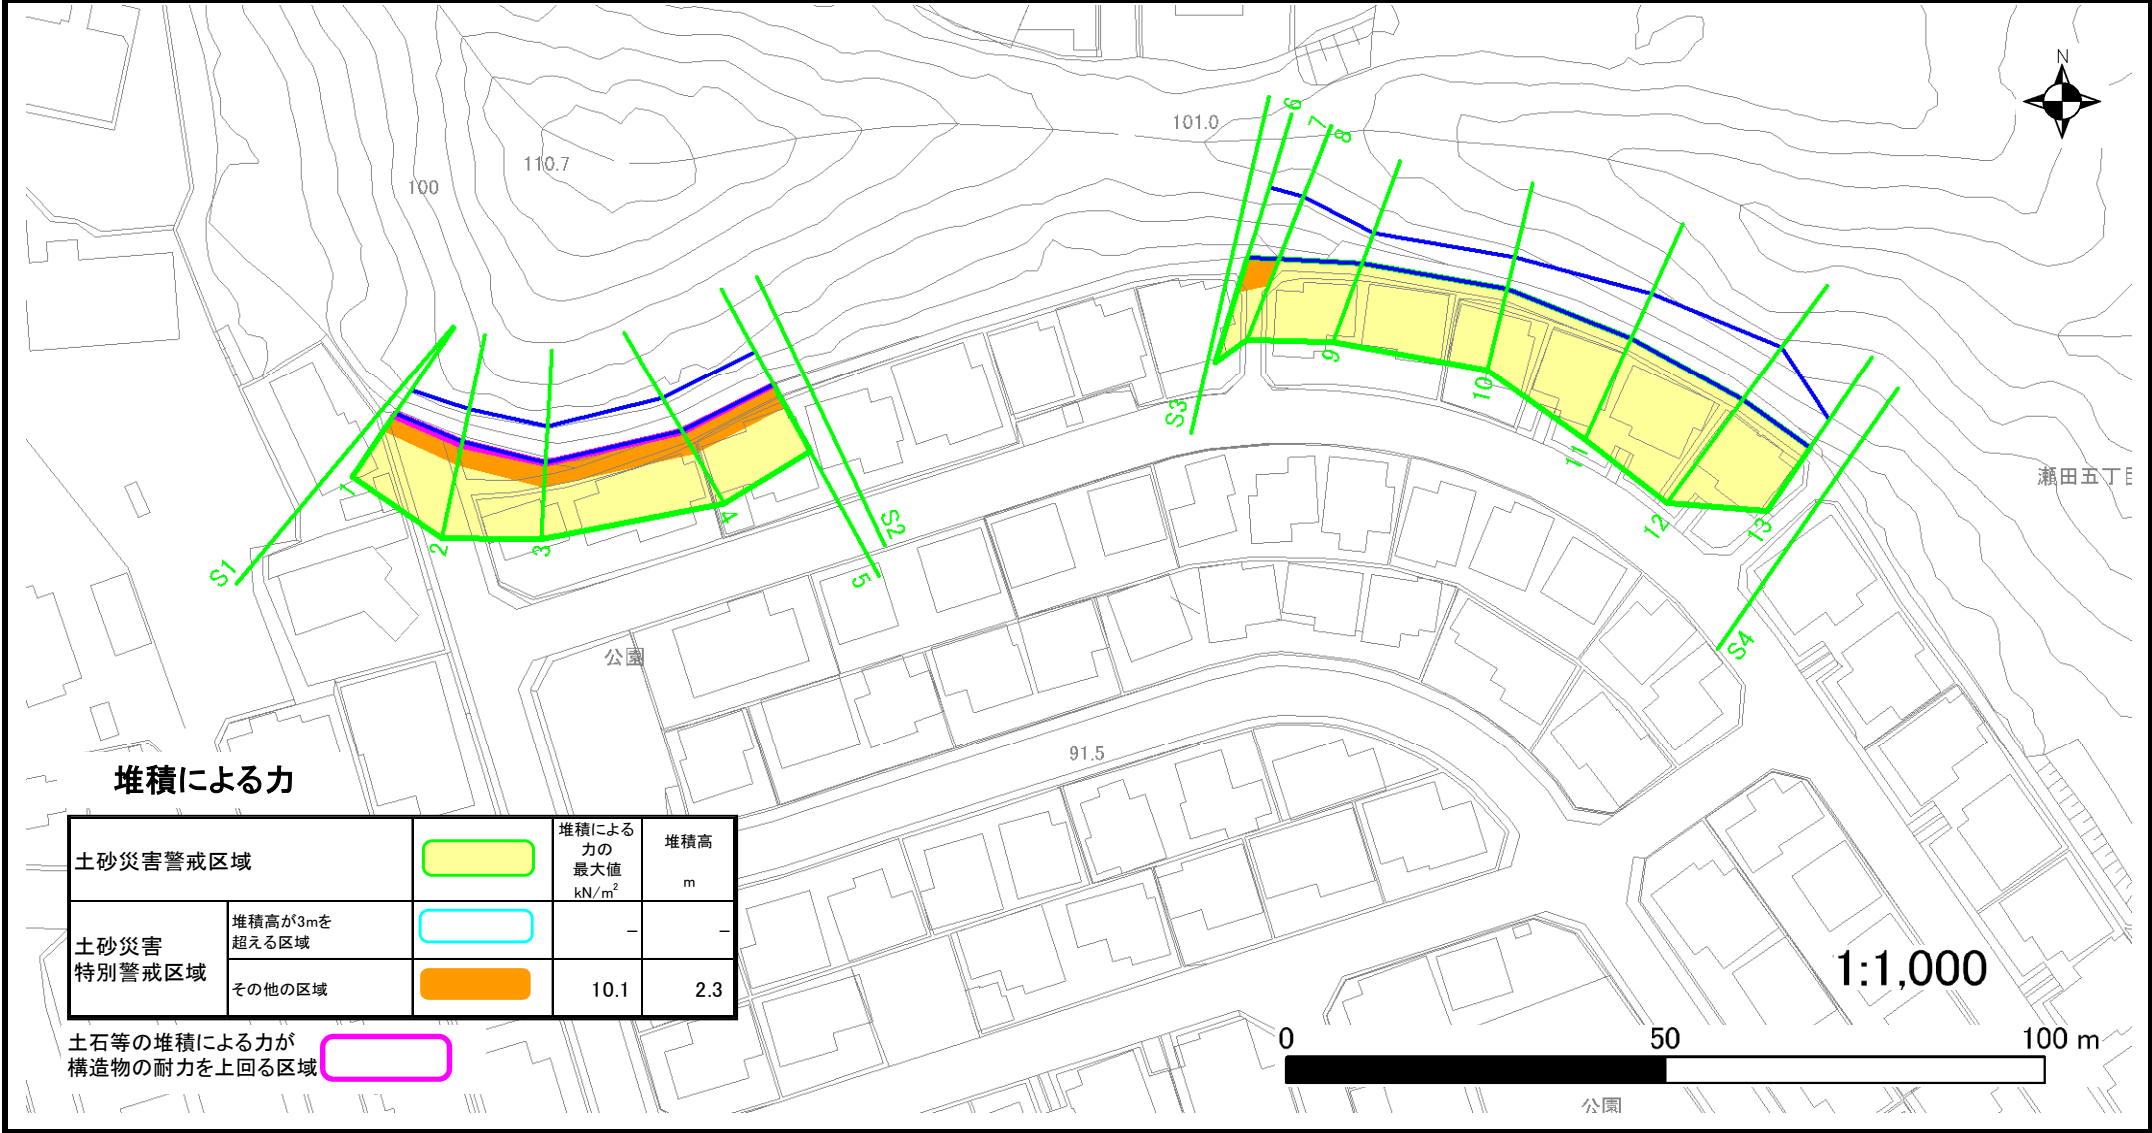 N
101.0
110.7
100
6
7
8
9
10
11
12
13
S3
S4
瀬田五丁目
1
2
3
4
5
S1
S2
公園
91.5
堆積による力
土砂災害警戒区域
堆積による
力の
最大値
kN/m²
堆積高
m
土砂災害
特別警戒区域
堆積高が3mを
超える区域
–
–
その他の区域
10.1
2.3
土石等の堆積による力が
構造物の耐力を上回る区域
1:1,000
0
50
100 m
公園